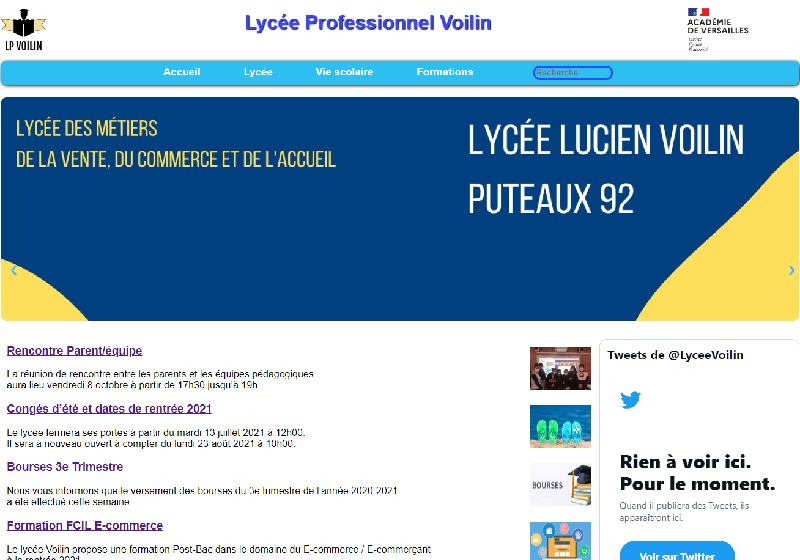 LP VOILIN
Lycée Professionnel Voilin
ACADÉMIE
DE VERSAILLES
Liberté
Égalité
Fraternité
Accueil
Lycée
Vie scolaire
Formations
Recherche
LYCÉE DES MÉTIERS
DE LA VENTE, DU COMMERCE ET DE L'ACCUEIL
LYCÉE LUCIEN VOILIN
PUTEAUX 92
Rencontre Parent/équipe
La réunion de rencontre entre les parents et les équipes pédagogiques
aura lieu vendredi 8 octobre à partir de 17h30 jusqu'à 19h
Congés d'été et dates de rentrée 2021
Le lycée fermera ses portes à partir du mardi 13 juillet 2021 à 12h00.
Il sera à nouveau ouvert à compter du lundi 23 août 2021 à 10h00.
Bourses 3e Trimestre
Nous vous informons que le versement des bourses du 3e trimestre de l'année 2020 2021
a été effectué cette semaine
BOURSES
Formation FCIL E-commerce
Le lycée Voilin propose une formation Post-Bac dans le domaine du E-commerce / E-commerçant
à la rentrée 2021
Tweets de @LyceeVoilin
Rien à voir ici.
Pour le moment.
Quand il publiera des Tweets, ils
apparaîtront ici.
Voir sur Twitter